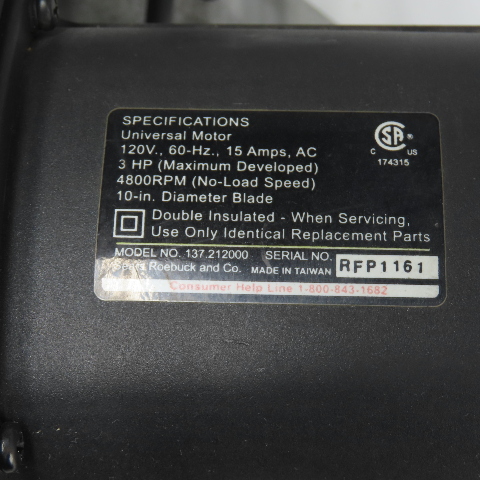 SPECIFICATIONS
Universal Motor
120V., 60-Hz., 15 Amps, AC
3 HP (Maximum Developed)
4800RPM (No-Load Speed)
10-in. Diameter Blade
Double Insulated - When Servicing,
Use Only Identical Replacement Parts
MODEL NO. 137.212000 SERIAL NO.
Sears Roebuck and Co. MADE IN TAIWAN RFP1161
Consumer Help Line 1-800-843-1682
CSA ®
C US
174315